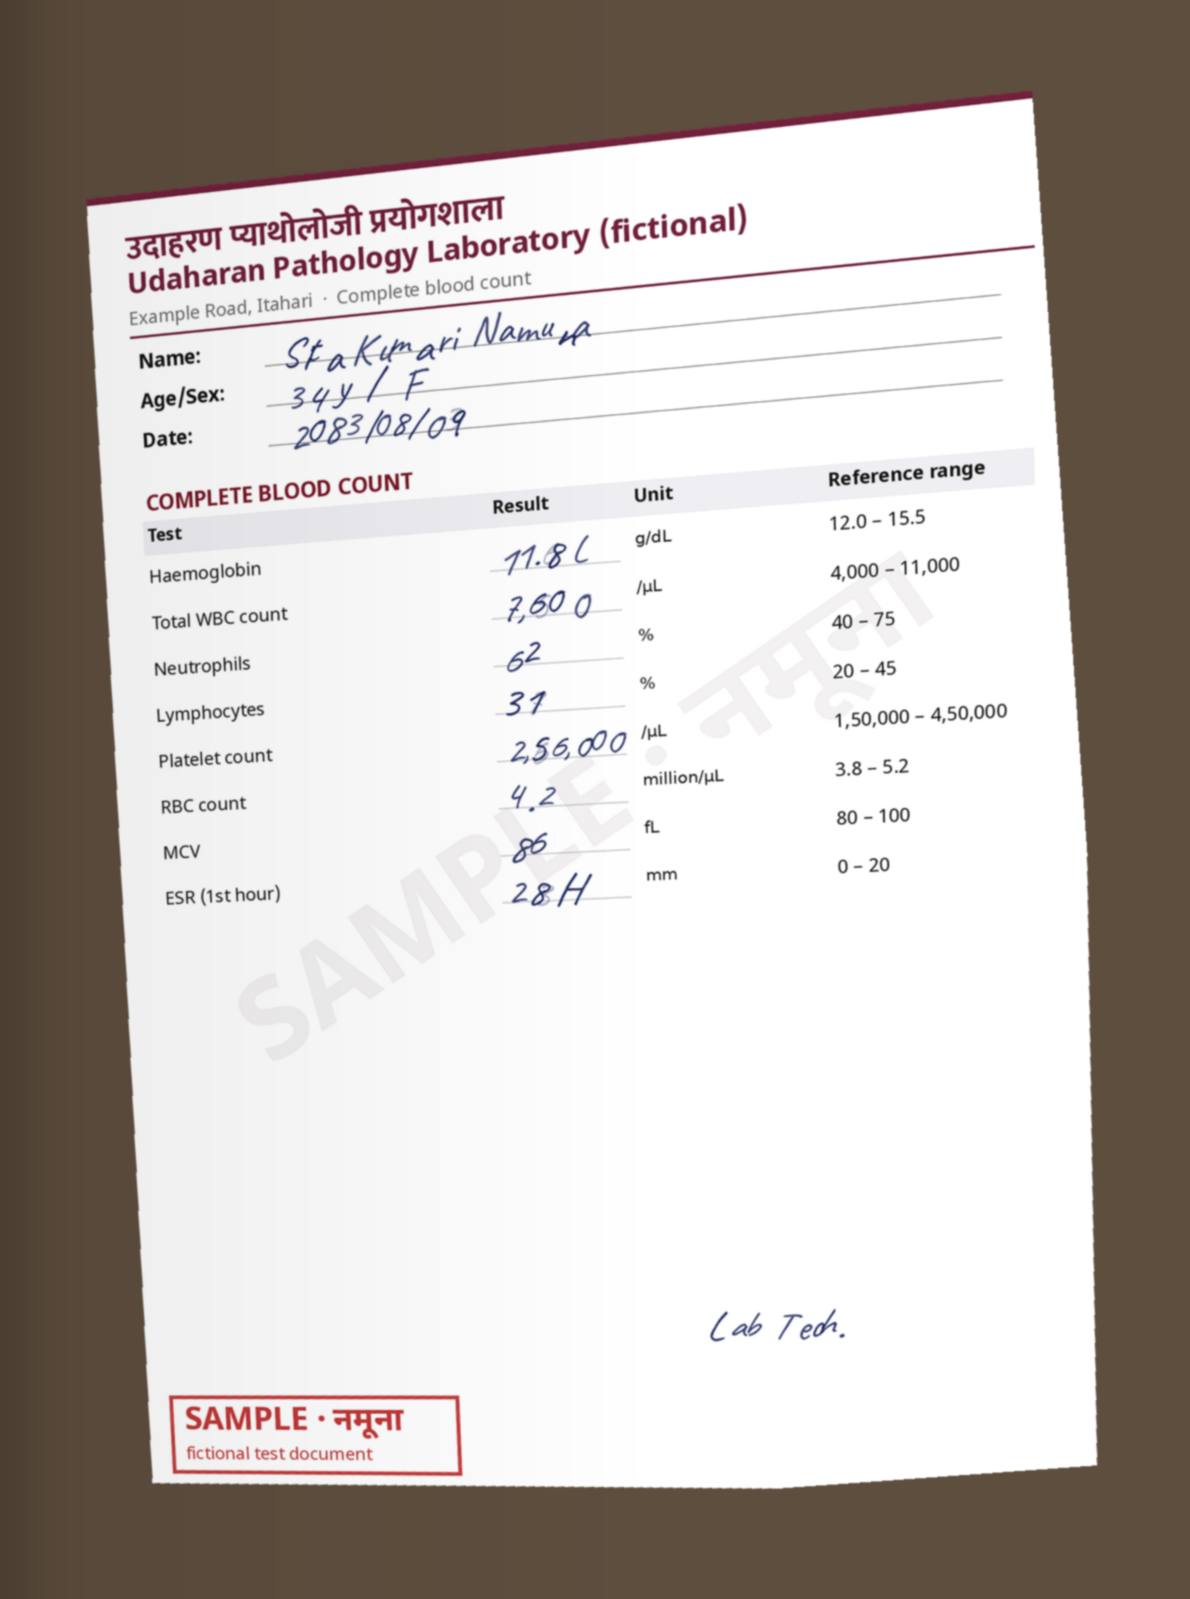 उदाहरण प्याथोलोजी प्रयोगशाला
Udaharan Pathology Laboratory (fictional)
Example Road, Itahari · Complete blood count
Name: Kumari Namuna
Age/Sex: 34y / F
Date: 2083/08/09
COMPLETE BLOOD COUNT
Test Result Unit Reference range
Haemoglobin 11.8 L g/dL 12.0 – 15.5
Total WBC count 7,600 /µL 4,000 – 11,000
Neutrophils 62 % 40 – 75
Lymphocytes 31 % 20 – 45
Platelet count 2,56,000 /µL 1,50,000 – 4,50,000
RBC count 4.2 million/µL 3.8 – 5.2
MCV 86 fL 80 – 100
ESR (1st hour) 28 H mm 0 – 20
SAMPLE · नमूना
Lab Tech.
SAMPLE · नमूना
fictional test document